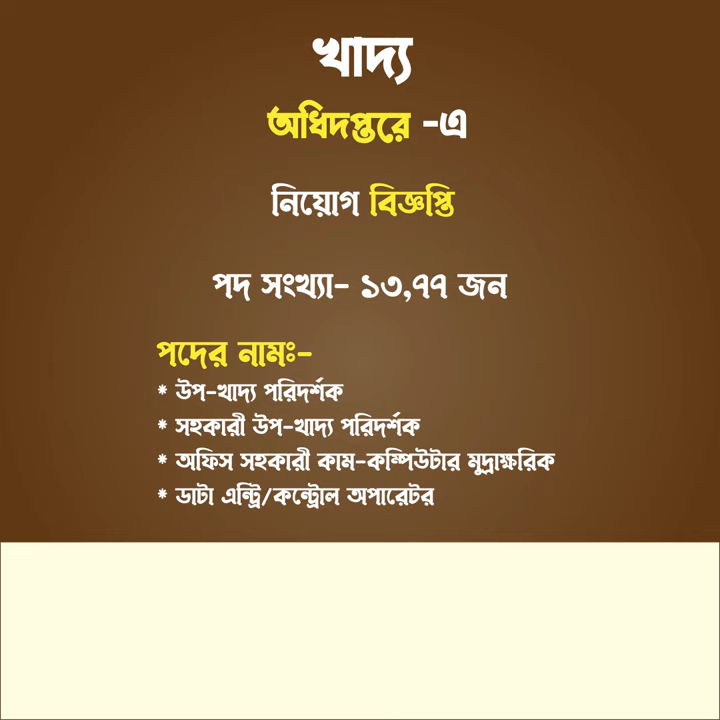 খাদ্য
অধিদপ্তরে -এ
নিয়োগ বিজ্ঞপ্তি
পদ সংখ্যা- ১৩,৭৭ জন
পদের নামঃ-
* উপ-খাদ্য পরিদর্শক
* সহকারী উপ-খাদ্য পরিদর্শক
* অফিস সহকারী কাম-কম্পিউটার মুদ্রাক্ষরিক
* ডাটা এন্ট্রি/কন্ট্রোল অপারেটর